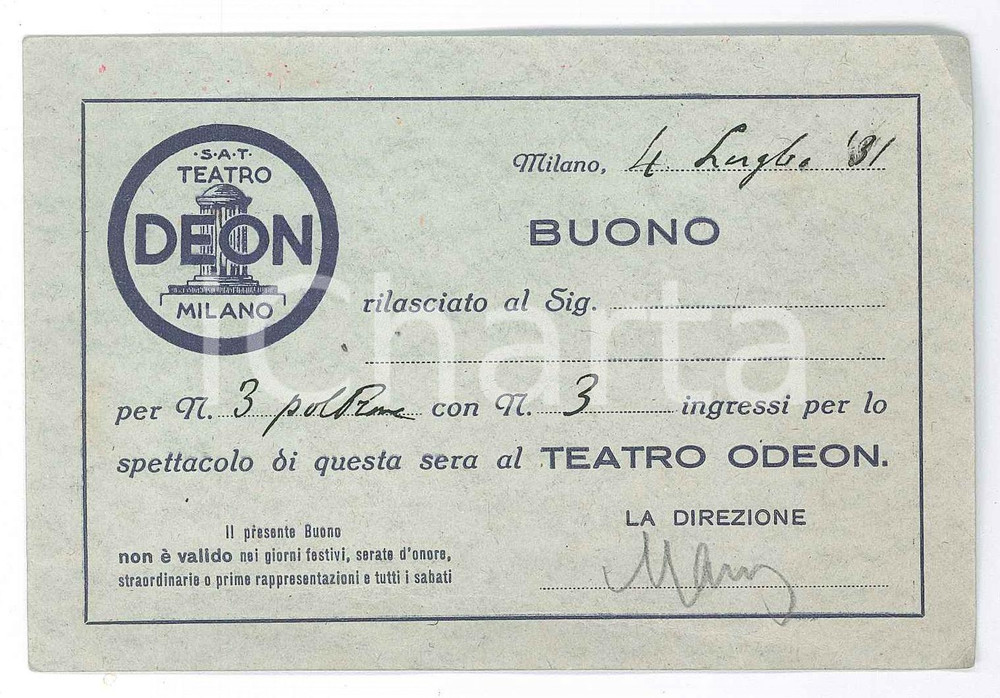 ·S·A·T·
TEATRO
DEON
MILANO
Milano, 4 Luglio '31
BUONO
rilasciato al Sig.
per N. 3 poltrone con N. 3 ingressi per lo
spettacolo di questa sera al TEATRO ODEON.
LA DIREZIONE
Il presente Buono
non è valido nei giorni festivi, serate d'onore,
straordinarie o prime rappresentazioni e tutti i sabati
iCharta